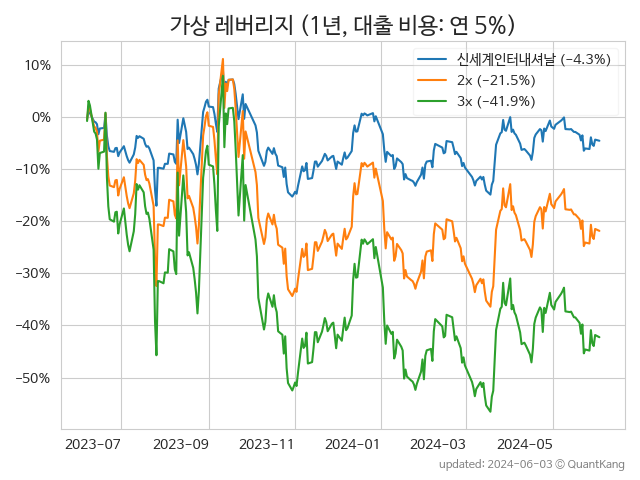 가상 레버리지 (1년, 대출 비용: 연 5%)
신세계인터내셔날 (−4.3%)
2x (−21.5%)
3x (−41.9%)
10%
0%
−10%
−20%
−30%
−40%
−50%
2023-07
2023-09
2023-11
2024-01
2024-03
2024-05
updated: 2024-06-03 © QuantKang